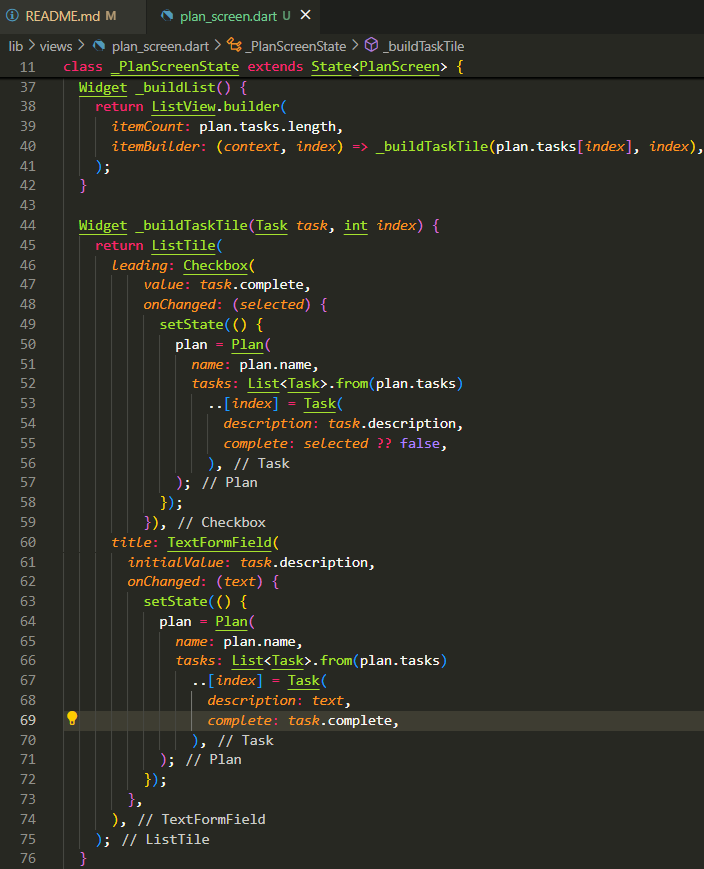 README.md M plan_screen.dart U
lib > views > plan_screen.dart > _PlanScreenState > _buildTaskTile
11 class _PlanScreenState extends State<PlanScreen> {
37 Widget _buildList() {
38 return ListView.builder(
39 itemCount: plan.tasks.length,
40 itemBuilder: (context, index) => _buildTaskTile(plan.tasks[index], index),
41 );
42 }
43
44 Widget _buildTaskTile(Task task, int index) {
45 return ListTile(
46 leading: Checkbox(
47 value: task.complete,
48 onChanged: (selected) {
49 setState(() {
50 plan = Plan(
51 name: plan.name,
52 tasks: List<Task>.from(plan.tasks)
53 ..[index] = Task(
54 description: task.description,
55 complete: selected ?? false,
56 ), // Task
57 ); // Plan
58 });
59 }), // Checkbox
60 title: TextFormField(
61 initialValue: task.description,
62 onChanged: (text) {
63 setState(() {
64 plan = Plan(
65 name: plan.name,
66 tasks: List<Task>.from(plan.tasks)
67 ..[index] = Task(
68 description: text,
69 complete: task.complete,
70 ), // Task
71 ); // Plan
72 });
73 },
74 ), // TextFormField
75 ); // ListTile
76 }